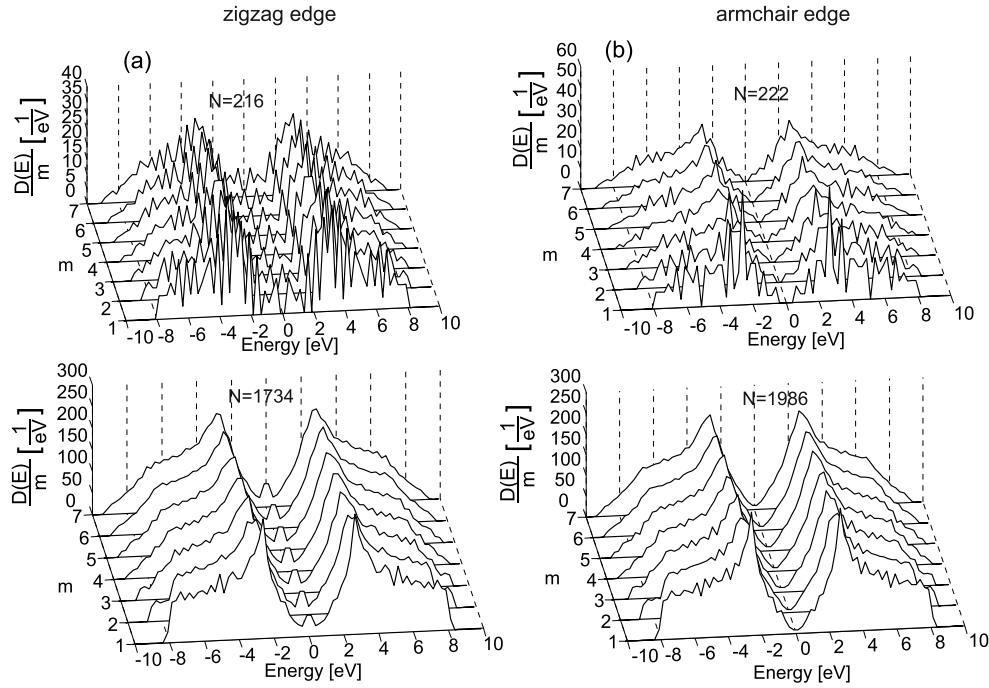 zigzag edge
armchair edge
(a)
N=216
D(E)
m
[ 1
eV ]
40
35
30
25
20
15
10
5
0
7
6
5
4
3
2
1
m
-10 -8 -6 -4 -2 0 2 4 6 8 10
Energy [eV]
(b)
N=222
D(E)
m
[ 1
eV ]
60
50
40
30
20
10
0
7
6
5
4
3
2
1
m
-10 -8 -6 -4 -2 0 2 4 6 8 10
Energy [eV]
N=1734
D(E)
m
[ 1
eV ]
300
250
200
150
100
50
0
7
6
5
4
3
2
1
m
-10 -8 -6 -4 -2 0 2 4 6 8 10
Energy [eV]
N=1986
D(E)
m
[ 1
eV ]
300
250
200
150
100
50
0
7
6
5
4
3
2
1
m
-10 -8 -6 -4 -2 0 2 4 6 8 10
Energy [eV]